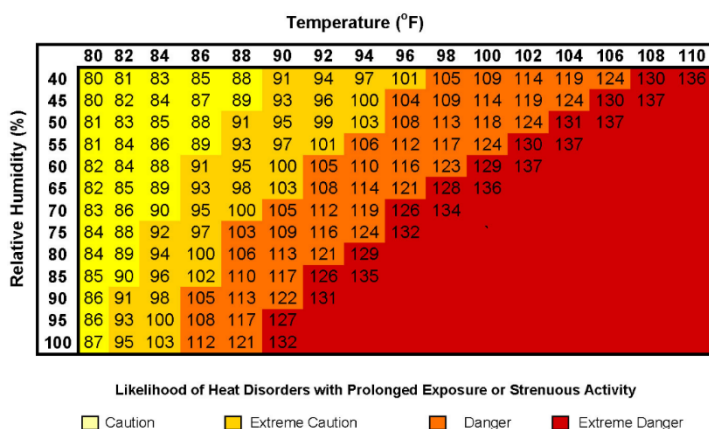 Temperature (°F)
80 82 84 86 88 90 92 94 96 98 100 102 104 106 108 110
Relative Humidity (%)
40 80 81 83 85 88 91 94 97 101 105 109 114 119 124 130 136
45 80 82 84 87 89 93 96 100 104 109 114 119 124 130 137
50 81 83 85 88 91 95 99 103 108 113 118 124 131 137
55 81 84 86 89 93 97 101 106 112 117 124 130 137
60 82 84 88 91 95 100 105 110 116 123 129 137
65 82 85 89 93 98 103 108 114 121 128 136
70 83 86 90 95 100 105 112 119 126 134
75 84 88 92 97 103 109 116 124 132
80 84 89 94 100 106 113 121 129
85 85 90 96 102 110 117 126 135
90 86 91 98 105 113 122 131
95 86 93 100 108 117 127
100 87 95 103 112 121 132
Likelihood of Heat Disorders with Prolonged Exposure or Strenuous Activity
Caution Extreme Caution Danger Extreme Danger